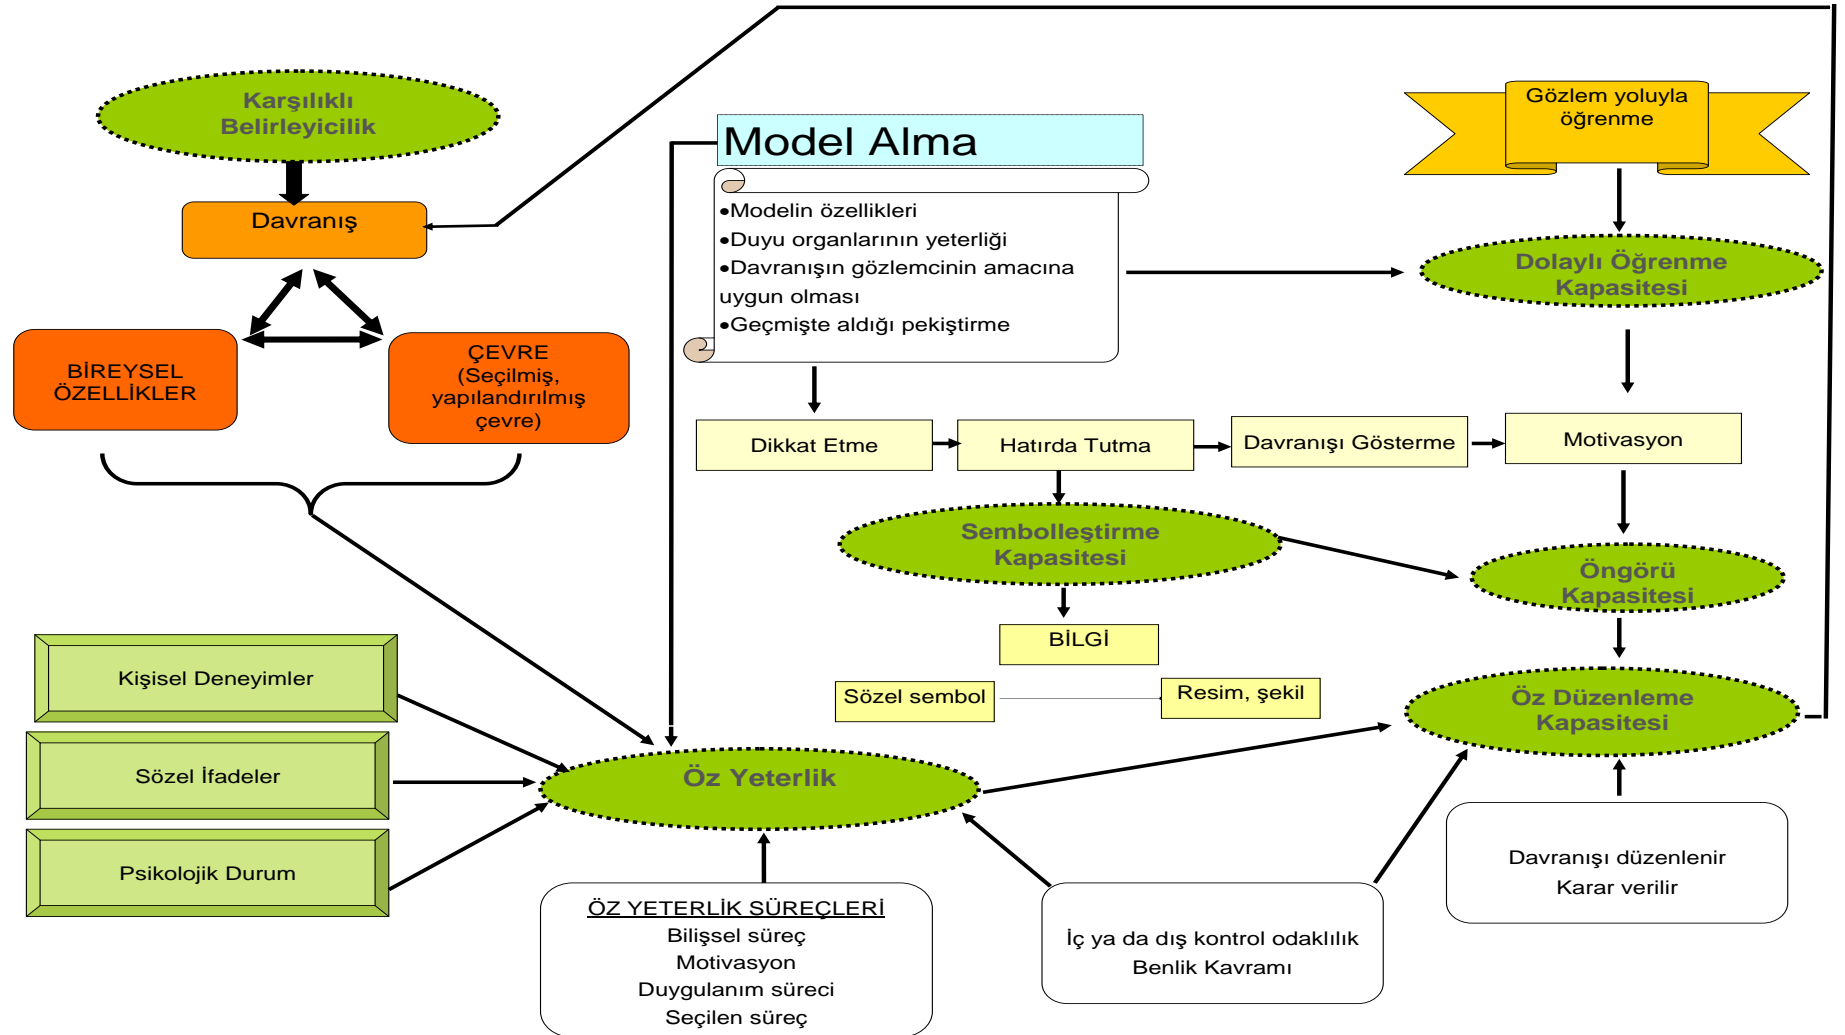 Karşılıklı
Belirleyicilik
Davranış
BİREYSEL
ÖZELLİKLER
ÇEVRE
(Seçilmiş,
yapılandırılmış
çevre)
Model Alma
•Modelin özellikleri
•Duyu organlarının yeterliği
•Davranışın gözlemcinin amacına
uygun olması
•Geçmişte aldığı pekiştirme
Gözlem yoluyla
öğrenme
Dolaylı Öğrenme
Kapasitesi
Dikkat Etme
Hatırda Tutma
Davranışı Gösterme
Motivasyon
Sembolleştirme
Kapasitesi
Öngörü
Kapasitesi
BİLGİ
Sözel sembol
Resim, şekil
Öz Düzenleme
Kapasitesi
Kişisel Deneyimler
Sözel İfadeler
Psikolojik Durum
Öz Yeterlik
ÖZ YETERLİK SÜREÇLERİ
Bilişsel süreç
Motivasyon
Duygulanım süreci
Seçilen süreç
İç ya da dış kontrol odaklılık
Benlik Kavramı
Davranışı düzenlenir
Karar verilir